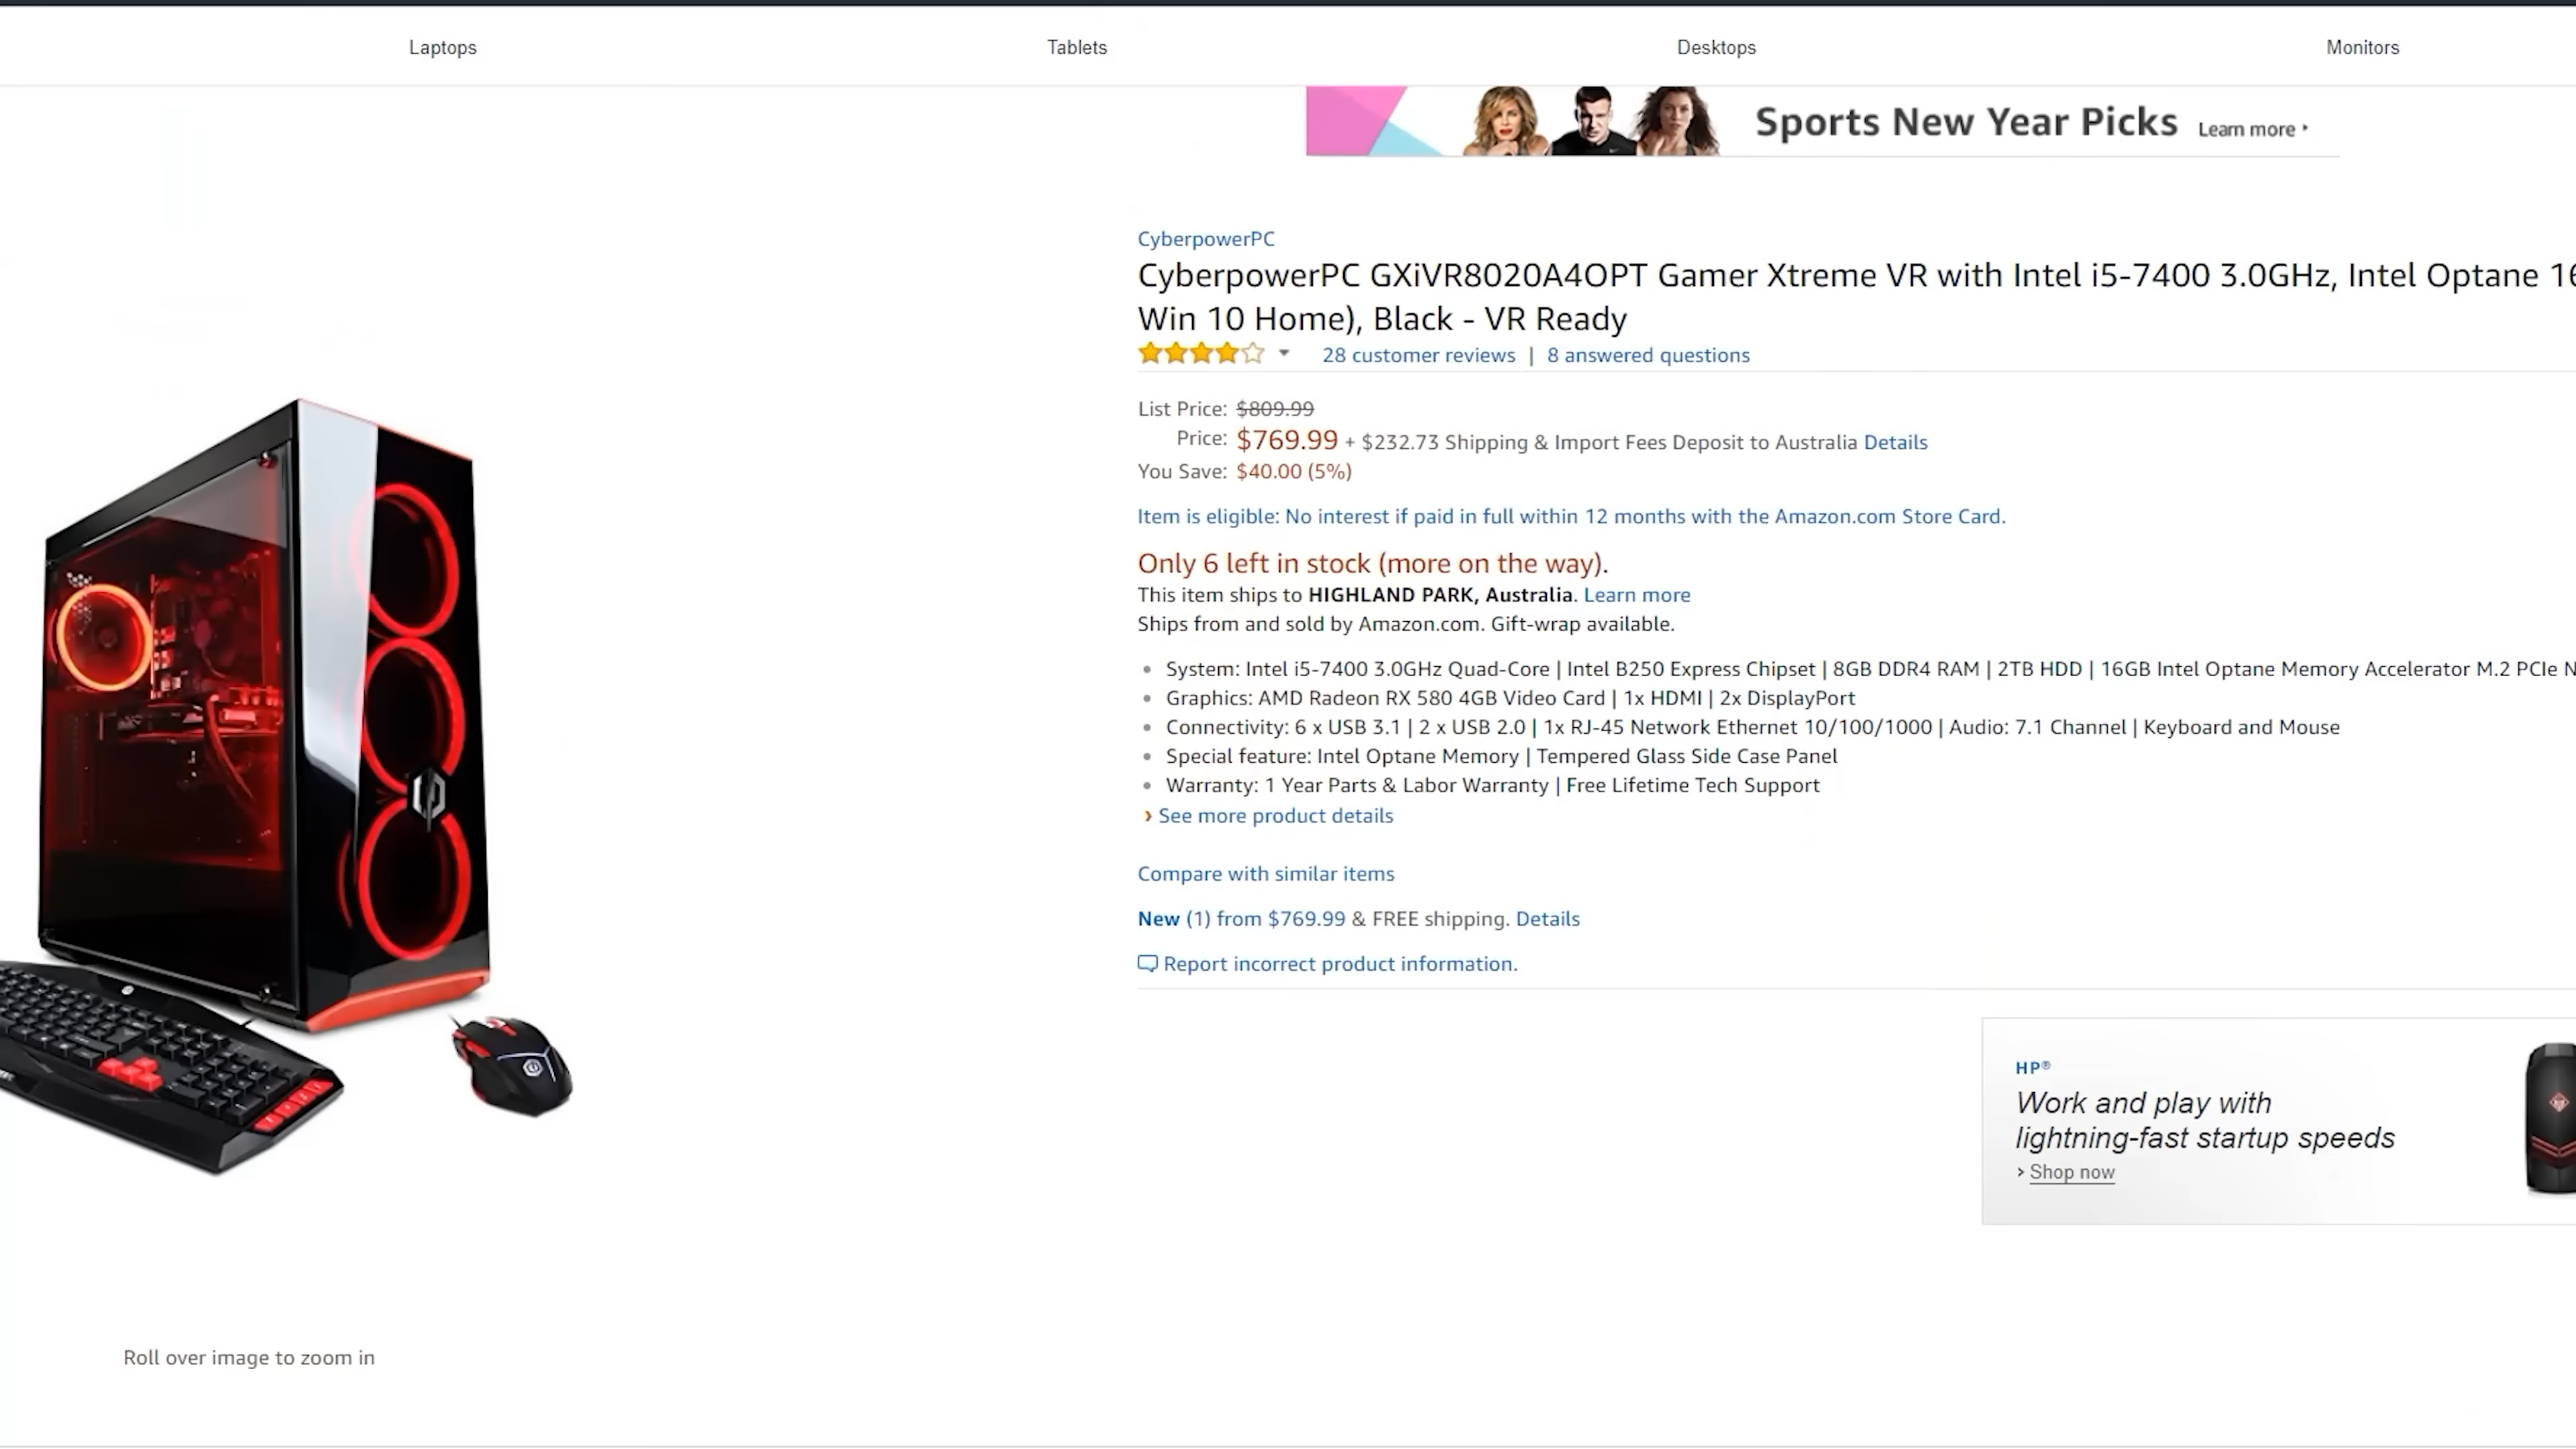 Laptops
Tablets
Desktops
Monitors
Sports New Year Picks Learn more
CyberpowerPC
CyberpowerPC GXiVR8020A4OPT Gamer Xtreme VR with Intel i5-7400 3.0GHz, Intel Optane 16
Win 10 Home), Black - VR Ready
28 customer reviews | 8 answered questions
List Price: $809.99
Price: $769.99 + $232.73 Shipping & Import Fees Deposit to Australia Details
You Save: $40.00 (5%)
Item is eligible: No interest if paid in full within 12 months with the Amazon.com Store Card.
Only 6 left in stock (more on the way).
This item ships to HIGHLAND PARK, Australia. Learn more
Ships from and sold by Amazon.com. Gift-wrap available.
System: Intel i5-7400 3.0GHz Quad-Core | Intel B250 Express Chipset | 8GB DDR4 RAM | 2TB HDD | 16GB Intel Optane Memory Accelerator M.2 PCIe N
Graphics: AMD Radeon RX 580 4GB Video Card | 1x HDMI | 2x DisplayPort
Connectivity: 6 x USB 3.1 | 2 x USB 2.0 | 1x RJ-45 Network Ethernet 10/100/1000 | Audio: 7.1 Channel | Keyboard and Mouse
Special feature: Intel Optane Memory | Tempered Glass Side Case Panel
Warranty: 1 Year Parts & Labor Warranty | Free Lifetime Tech Support
› See more product details
Compare with similar items
New (1) from $769.99 & FREE shipping. Details
Report incorrect product information.
HP®
Work and play with
lightning-fast startup speeds
› Shop now
Roll over image to zoom in